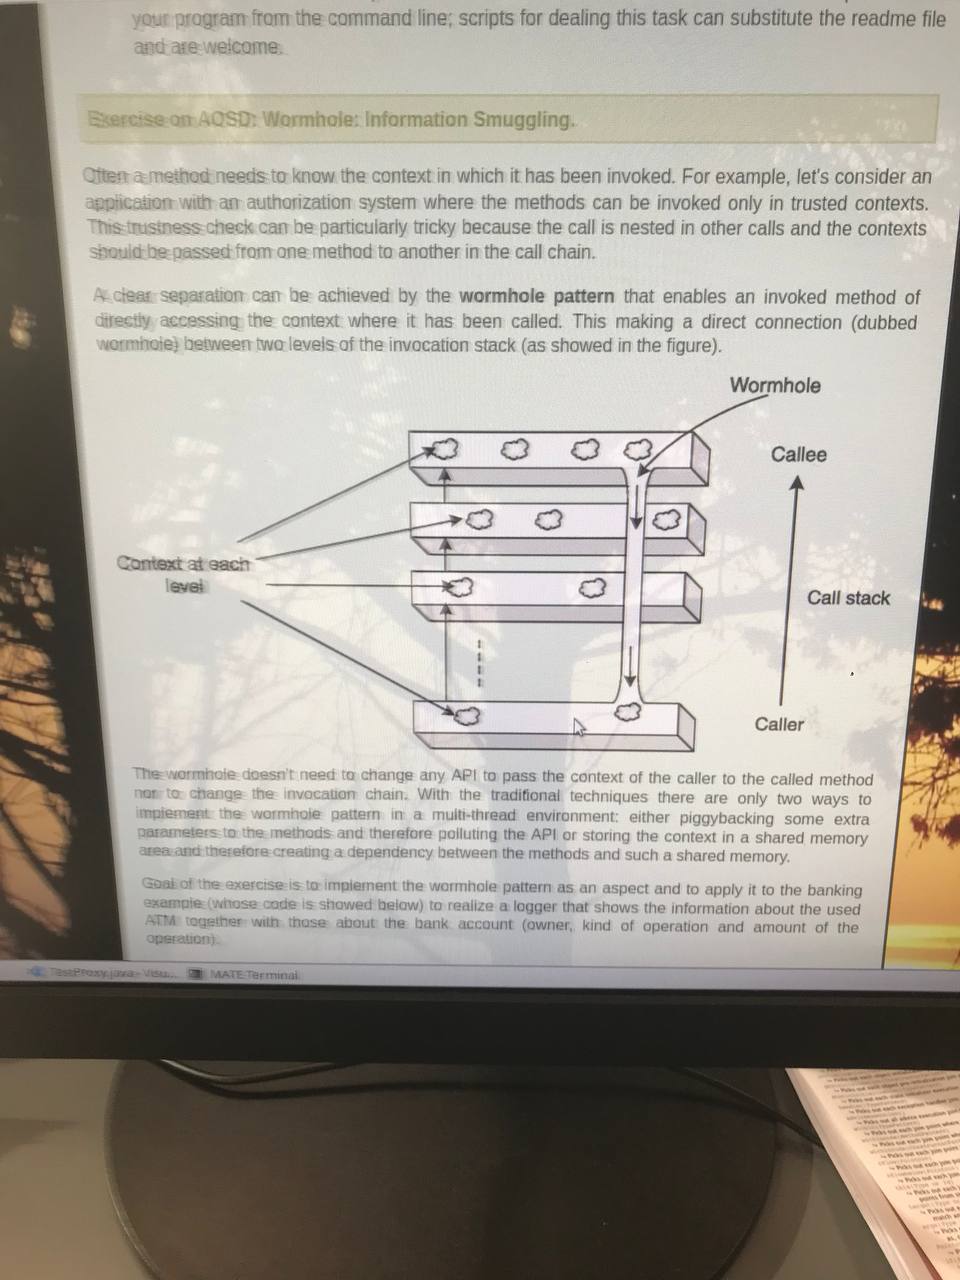 your program from the command line; scripts for dealing this task can substitute the readme file
and are welcome.
Exercise on AOSD: Wormhole: Information Smuggling.
Often a method needs to know the context in which it has been invoked. For example, let's consider an
application with an authorization system where the methods can be invoked only in trusted contexts.
This trustness check can be particularly tricky because the call is nested in other calls and the contexts
should be passed from one method to another in the call chain.
A clear separation can be achieved by the wormhole pattern that enables an invoked method of
directly accessing the context where it has been called. This making a direct connection (dubbed
wormhole) between two levels of the invocation stack (as showed in the figure).
Wormhole
Callee
Context at each
level
Call stack
Caller
The wormhole doesn't need to change any API to pass the context of the caller to the called method
nor to change the invocation chain. With the traditional techniques there are only two ways to
implement the wormhole pattern in a multi-thread environment: either piggybacking some extra
parameters to the methods and therefore polluting the API or storing the context in a shared memory
area and therefore creating a dependency between the methods and such a shared memory.
Goal of the exercise is to implement the wormhole pattern as an aspect and to apply it to the banking
example (whose code is showed below) to realize a logger that shows the information about the used
ATM together with those about the bank account (owner, kind of operation and amount of the
operation).
TestProxy.java - Visu... MATE Terminal